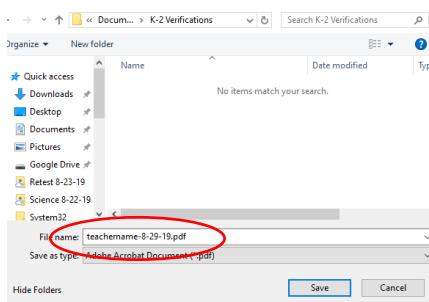 « Docum... › K-2 Verifications
Search K-2 Verifications
Organize
New folder
Name
Date modified
Typ
No items match your search.
Quick access
Downloads
Desktop
Documents
Pictures
Google Drive
Retest 8-23-19
Science 8-22-19
System32
File name: teachername-8-29-19.pdf
Save as type: Adobe Acrobat Document (*.pdf)
Hide Folders
Save
Cancel